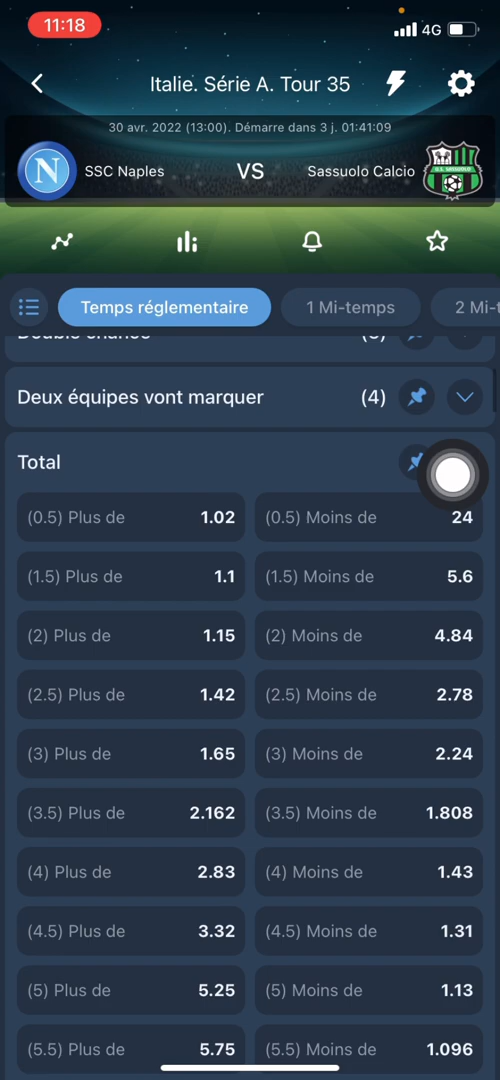 11:18
4G
Italie. Série A. Tour 35
30 avr. 2022 (13:00). Démarre dans 3 j. 01:41:09
N SSC Naples VS Sassuolo Calcio
Temps réglementaire 1 Mi-temps 2 Mi-t
Double chance
Deux équipes vont marquer (4)
Total
(0.5) Plus de 1.02 (0.5) Moins de 24
(1.5) Plus de 1.1 (1.5) Moins de 5.6
(2) Plus de 1.15 (2) Moins de 4.84
(2.5) Plus de 1.42 (2.5) Moins de 2.78
(3) Plus de 1.65 (3) Moins de 2.24
(3.5) Plus de 2.162 (3.5) Moins de 1.808
(4) Plus de 2.83 (4) Moins de 1.43
(4.5) Plus de 3.32 (4.5) Moins de 1.31
(5) Plus de 5.25 (5) Moins de 1.13
(5.5) Plus de 5.75 (5.5) Moins de 1.096